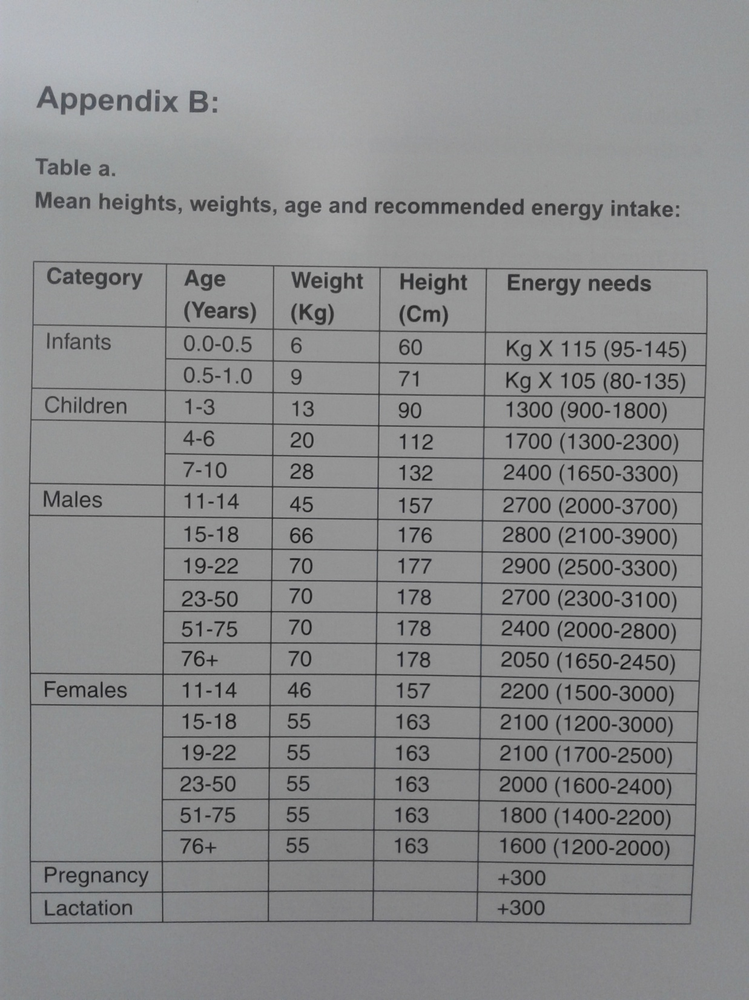 Appendix B:
Table a.
Mean heights, weights, age and recommended energy intake:
Category Age (Years) Weight (Kg) Height (Cm) Energy needs
Infants 0.0-0.5 6 60 Kg X 115 (95-145)
0.5-1.0 9 71 Kg X 105 (80-135)
Children 1-3 13 90 1300 (900-1800)
4-6 20 112 1700 (1300-2300)
7-10 28 132 2400 (1650-3300)
Males 11-14 45 157 2700 (2000-3700)
15-18 66 176 2800 (2100-3900)
19-22 70 177 2900 (2500-3300)
23-50 70 178 2700 (2300-3100)
51-75 70 178 2400 (2000-2800)
76+ 70 178 2050 (1650-2450)
Females 11-14 46 157 2200 (1500-3000)
15-18 55 163 2100 (1200-3000)
19-22 55 163 2100 (1700-2500)
23-50 55 163 2000 (1600-2400)
51-75 55 163 1800 (1400-2200)
76+ 55 163 1600 (1200-2000)
Pregnancy +300
Lactation +300